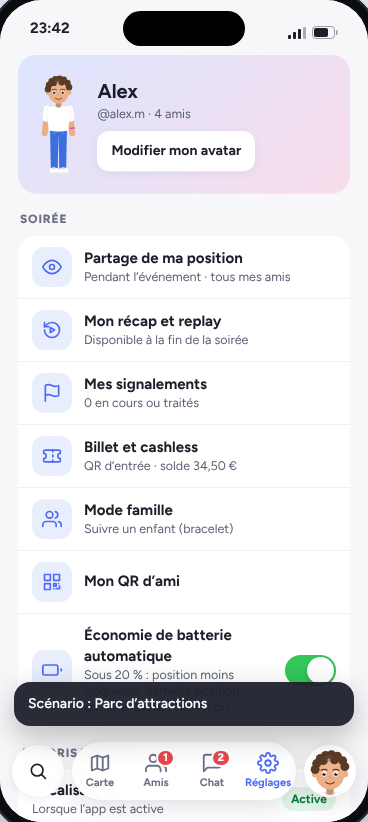 23:42
Alex
@alex.m · 4 amis
Modifier mon avatar
SOIRÉE
Partage de ma position
Pendant l'événement · tous mes amis
Mon récap et replay
Disponible à la fin de la soirée
Mes signalements
0 en cours ou traités
Billet et cashless
QR d'entrée · solde 34,50 €
Mode famille
Suivre un enfant (bracelet)
Mon QR d'ami
Économie de batterie
automatique
Sous 20 % : position moins
Scénario : Parc d'attractions
Carte
1
Amis
2
Chat
Réglages
Lorsque l'app est active
Active